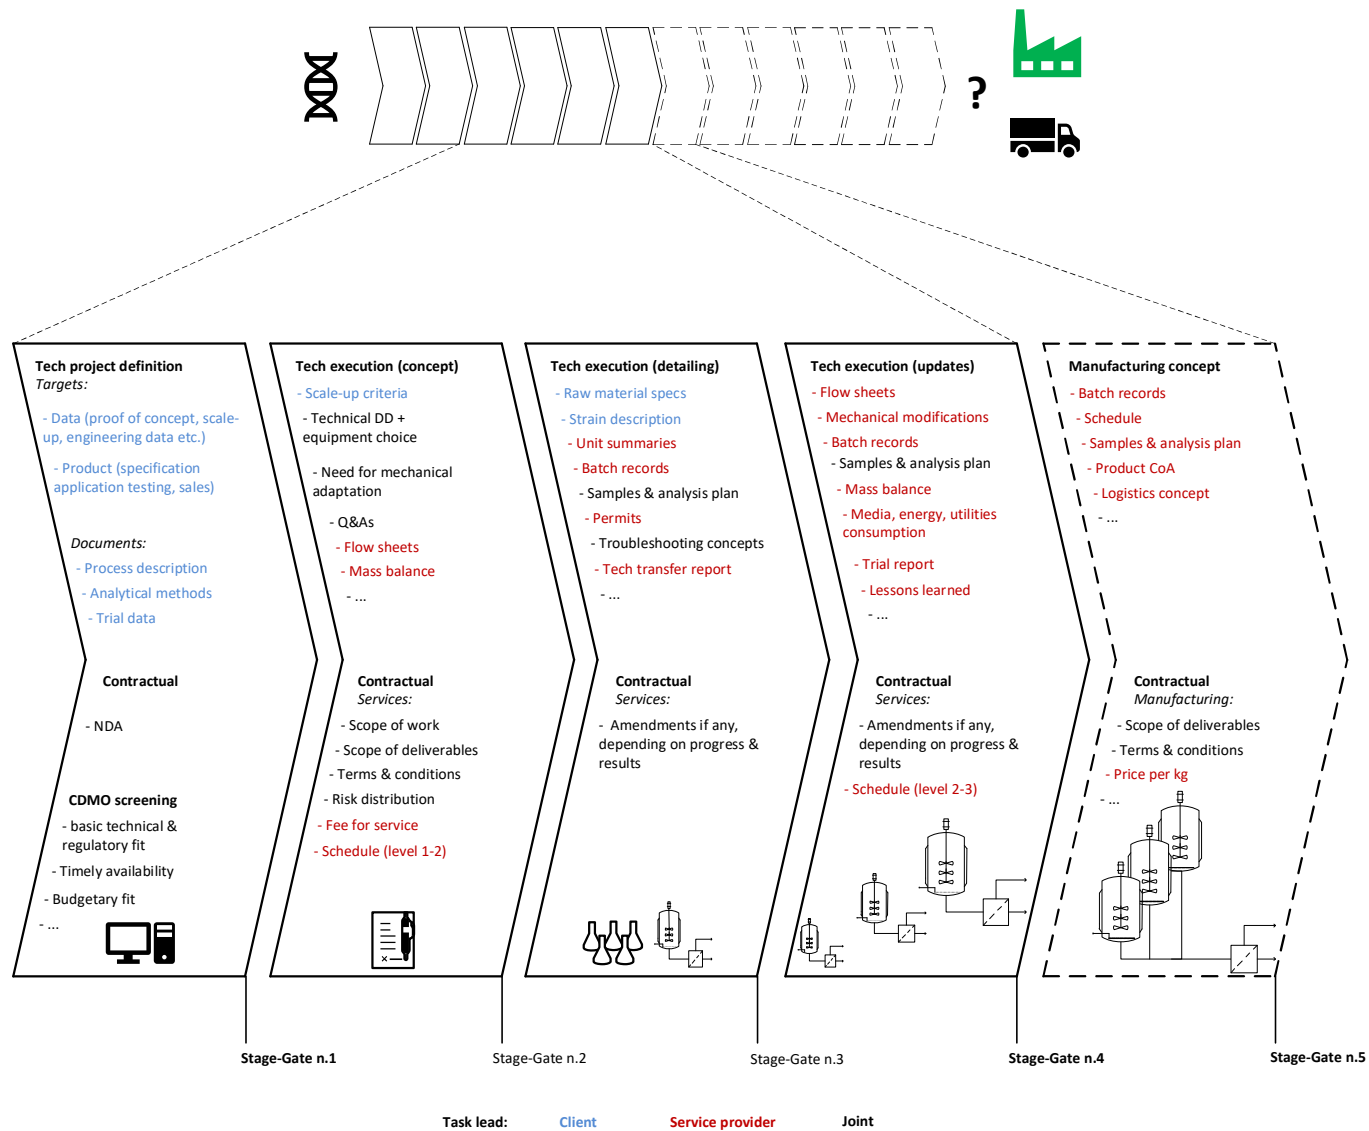 ?
Tech project definition
Targets:
- Data (proof of concept, scale-
up, engineering data etc.)
- Product (specification
application testing, sales)
Documents:
- Process description
- Analytical methods
- Trial data
Contractual
- NDA
CDMO screening
- basic technical &
regulatory fit
- Timely availability
- Budgetary fit
- ...
Tech execution (concept)
- Scale-up criteria
- Technical DD +
equipment choice
- Need for mechanical
adaptation
- Q&As
- Flow sheets
- Mass balance
- ...
Contractual
Services:
- Scope of work
- Scope of deliverables
- Terms & conditions
- Risk distribution
- Fee for service
- Schedule (level 1-2)
Tech execution (detailing)
- Raw material specs
- Strain description
- Unit summaries
- Batch records
- Samples & analysis plan
- Permits
- Troubleshooting concepts
- Tech transfer report
- ...
Contractual
Services:
- Amendments if any,
depending on progress &
results
Tech execution (updates)
- Flow sheets
- Mechanical modifications
- Batch records
- Samples & analysis plan
- Mass balance
- Media, energy, utilities
consumption
- Trial report
- Lessons learned
- ...
Contractual
Services:
- Amendments if any,
depending on progress &
results
- Schedule (level 2-3)
Manufacturing concept
- Batch records
- Schedule
- Samples & analysis plan
- Product CoA
- Logistics concept
- ...
Contractual
Manufacturing:
- Scope of deliverables
- Terms & conditions
- Price per kg
- ...
Stage-Gate n.1
Stage-Gate n.2
Stage-Gate n.3
Stage-Gate n.4
Stage-Gate n.5
Task lead: Client Service provider Joint